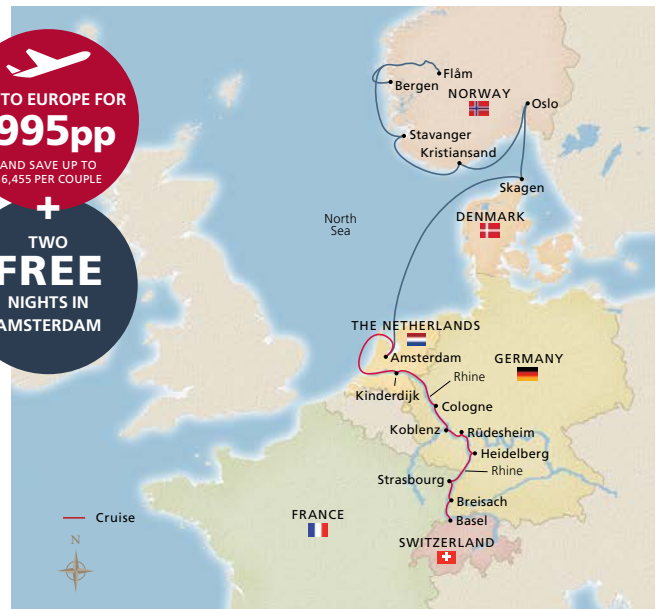 TO EUROPE FOR
995pp
AND SAVE UP TO
6,455 PER COUPLE
+
TWO
FREE
NIGHTS IN
AMSTERDAM
Flåm
Bergen
NORWAY
Oslo
Stavanger
Kristiansand
Skagen
North
Sea
DENMARK
THE NETHERLANDS
Amsterdam
GERMANY
Rhine
Kinderdijk
Cologne
Koblenz
Rüdesheim
Heidelberg
Rhine
Strasbourg
Breisach
FRANCE
Basel
SWITZERLAND
Cruise
N